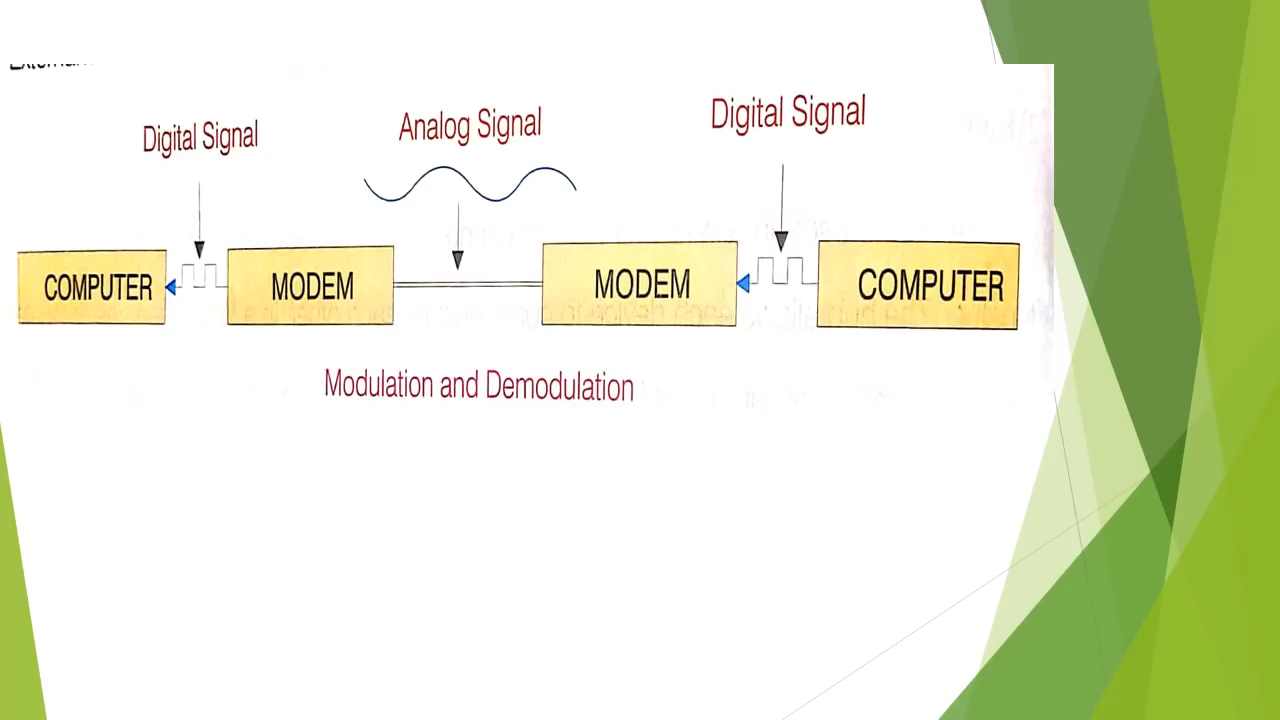 Digital Signal
Analog Signal
Digital Signal
COMPUTER
MODEM
MODEM
COMPUTER
Modulation and Demodulation